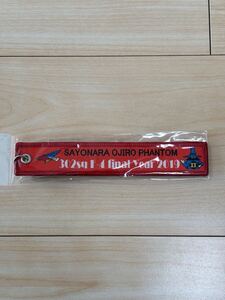 SAYONARA OJIRO PHANTOM
302sq F-4 final Year 2019